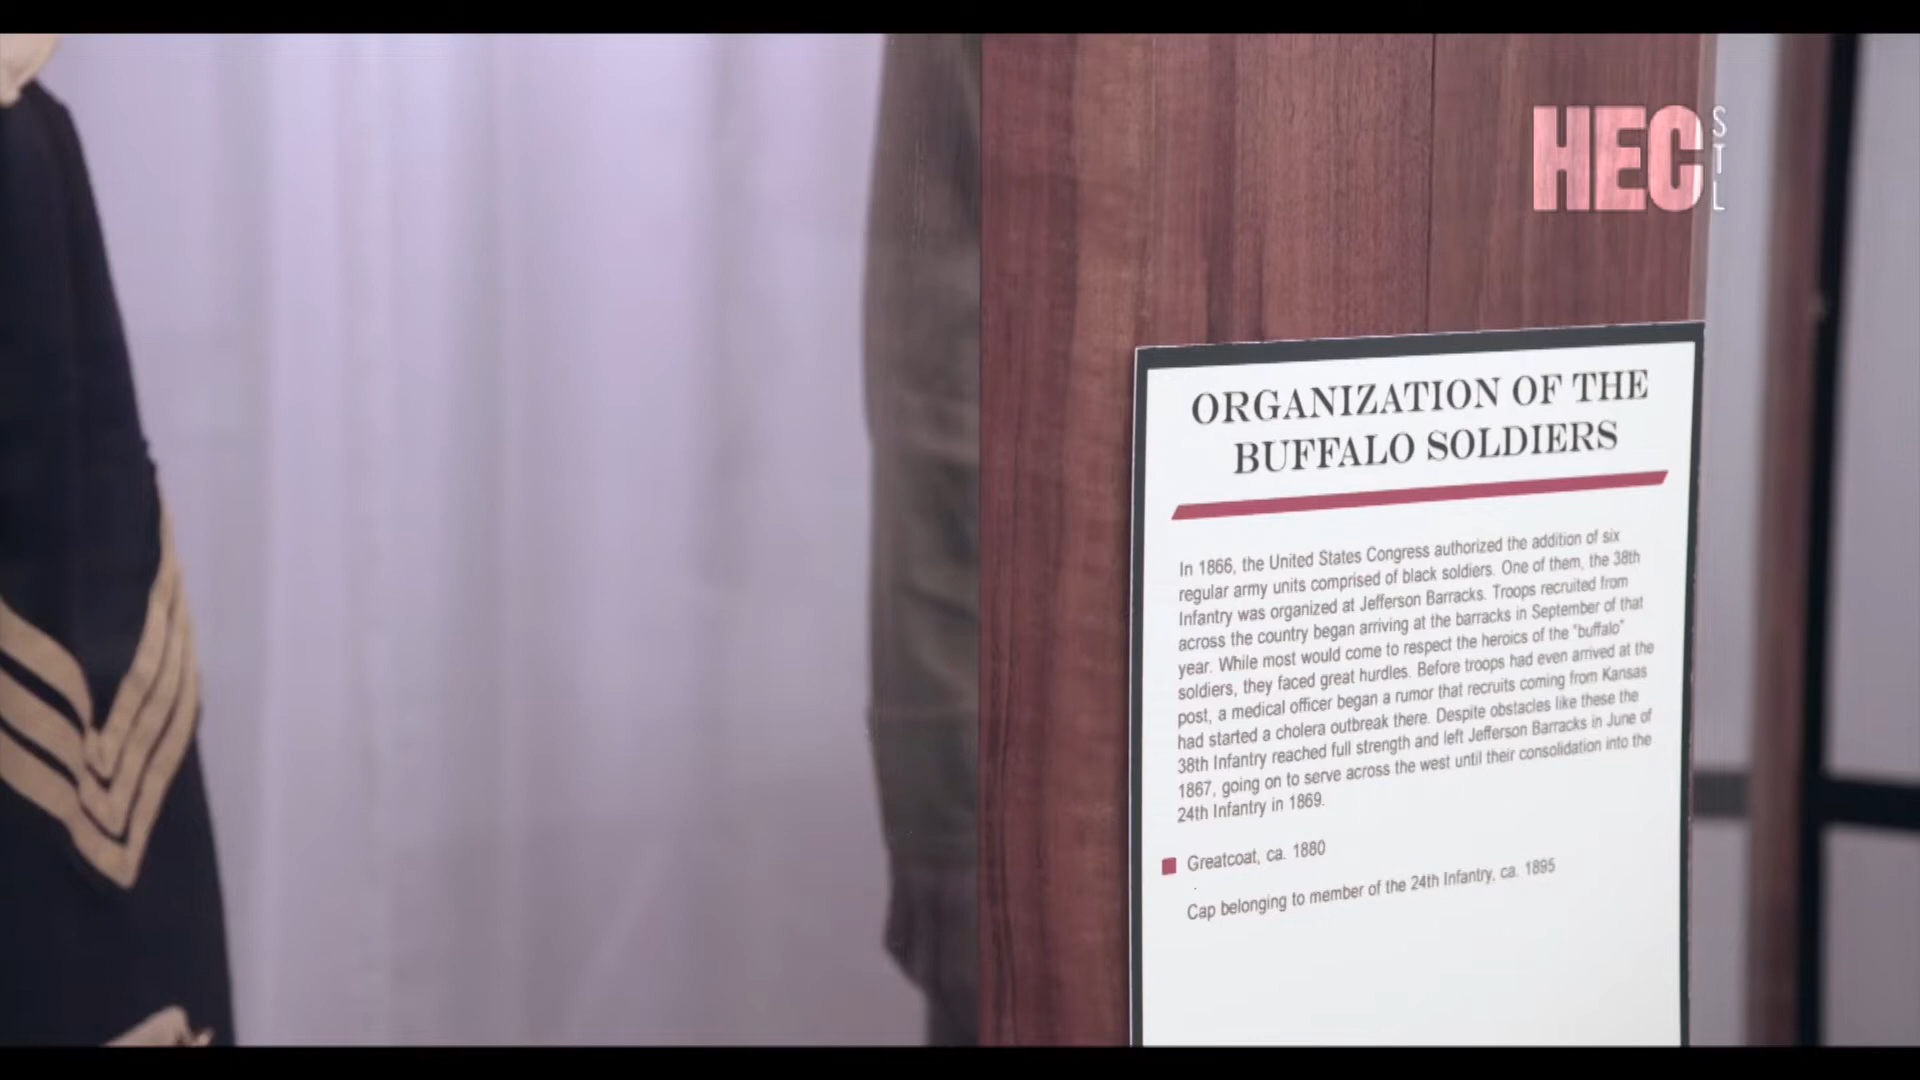 HEC
STL
ORGANIZATION OF THE
BUFFALO SOLDIERS
In 1866, the United States Congress authorized the addition of six
regular army units comprised of black soldiers. One of them, the 38th
Infantry was organized at Jefferson Barracks. Troops recruited from
across the country began arriving at the barracks in September of that
year. While most would come to respect the heroics of the "buffalo"
soldiers, they faced great hurdles. Before troops had even arrived at the
post, a medical officer began a rumor that recruits coming from Kansas
had started a cholera outbreak there. Despite obstacles like these the
38th Infantry reached full strength and left Jefferson Barracks in June of
1867, going on to serve across the west until their consolidation into the
24th Infantry in 1869.
Greatcoat, ca. 1880
Cap belonging to member of the 24th Infantry, ca. 1895